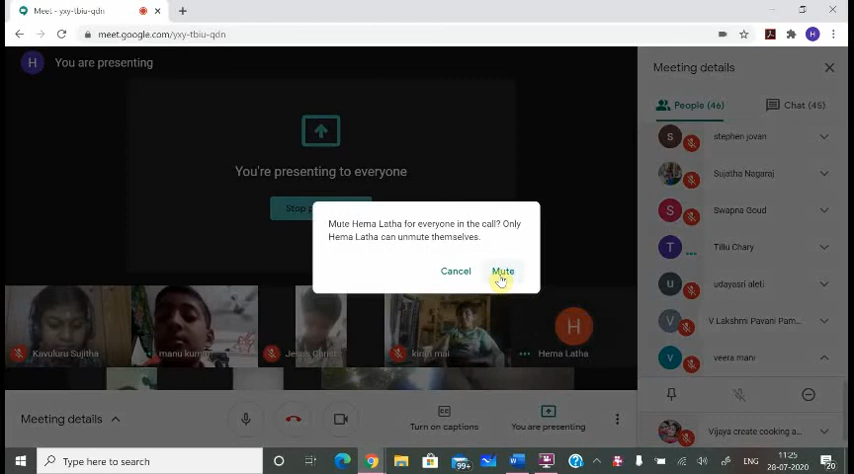 Meet - yxy-tbiu-qdn
meet.google.com/yxy-tbiu-qdn
H
H
You are presenting
Meeting details
People (46)
Chat (45)
You're presenting to everyone
Stop
Mute Hema Latha for everyone in the call? Only
Hema Latha can unmute themselves.
Cancel
Mute
S
stephen jovan
Sujatha Nagaraj
S
Swapna Goud
T
Tillu Chary
u
udayasri aleti
V
V Lakshmi Pavani Pam...
V
veera mani
Vijaya create cooking a...
Kavuluru Sujitha
manu kumar
kiran mai
H
Hema Latha
Meeting details
Turn on captions
You are presenting
Type here to search
99+
ENG
11:25
28-07-2020
20